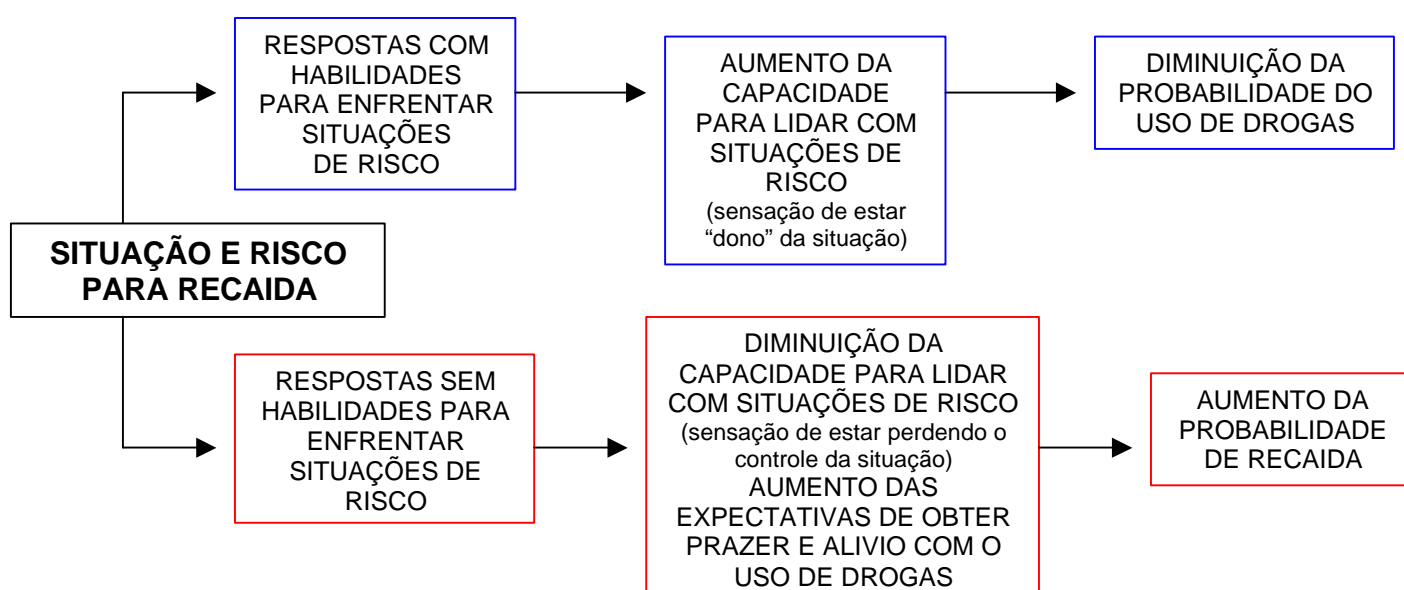 RESPOSTAS COM
HABILIDADES
PARA ENFRENTAR
SITUAÇÕES
DE RISCO
AUMENTO DA
CAPACIDADE
PARA LIDAR COM
SITUAÇÕES DE
RISCO
(sensação de estar
“dono” da situação)
DIMINUIÇÃO DA
PROBABILIDADE DO
USO DE DROGAS
SITUAÇÃO E RISCO
PARA RECAIDA
RESPOSTAS SEM
HABILIDADES PARA
ENFRENTAR
SITUAÇÕES DE
RISCO
DIMINUIÇÃO DA
CAPACIDADE PARA LIDAR
COM SITUAÇÕES DE RISCO
(sensação de estar perdendo o
controle da situação)
AUMENTO DAS
EXPECTATIVAS DE OBTER
PRAZER E ALIVIO COM O
USO DE DROGAS
AUMENTO DA
PROBABILIDADE
DE RECAIDA